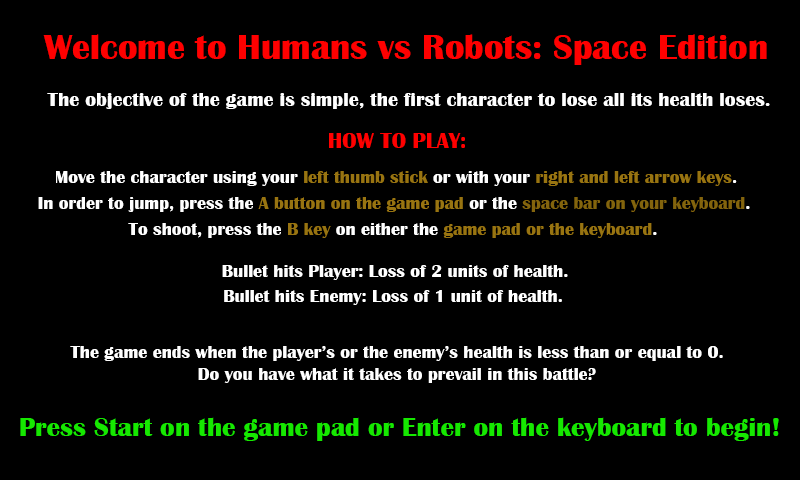 Welcome to Humans vs Robots: Space Edition
The objective of the game is simple, the first character to lose all its health loses.
HOW TO PLAY:
Move the character using your left thumb stick or with your right and left arrow keys.
In order to jump, press the A button on the game pad or the space bar on your keyboard.
To shoot, press the B key on either the game pad or the keyboard.
Bullet hits Player: Loss of 2 units of health.
Bullet hits Enemy: Loss of 1 unit of health.
The game ends when the player’s or the enemy’s health is less than or equal to 0.
Do you have what it takes to prevail in this battle?
Press Start on the game pad or Enter on the keyboard to begin!